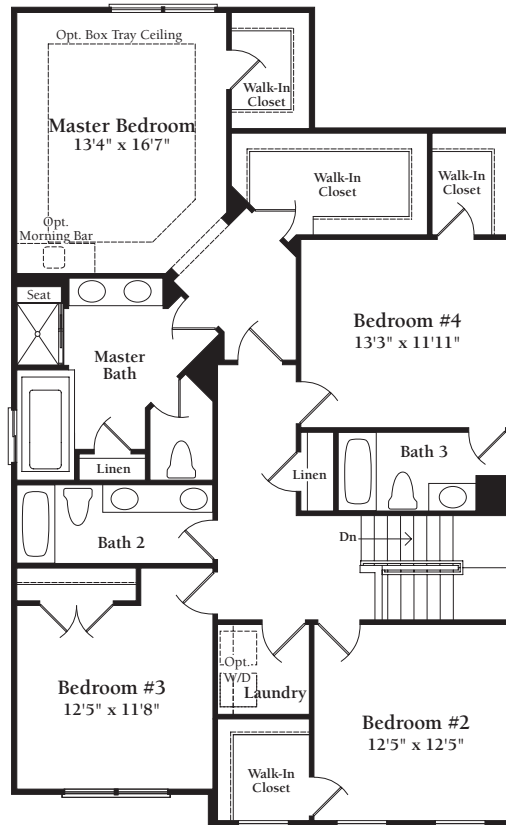 Opt. Box Tray Ceiling
Walk-In
Closet
Master Bedroom
13'4" x 16'7"
Walk-In
Closet
Walk-In
Closet
Opt.
Morning Bar
Seat
Bedroom #4
13'3" x 11'11"
Master
Bath
Linen
Linen
Bath 3
Bath 2
Dn
Opt.
W/D
Laundry
Bedroom #3
12'5" x 11'8"
Bedroom #2
12'5" x 12'5"
Walk-In
Closet